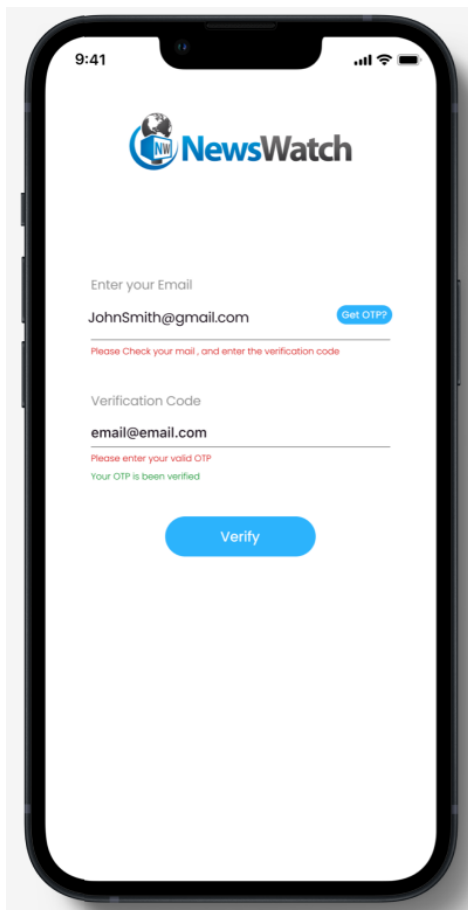 9:41
NW NewsWatch
Enter your Email
JohnSmith@gmail.com Get OTP?
Please Check your mail , and enter the verification code
Verification Code
email@email.com
Please enter your valid OTP
Your OTP is been verified
Verify